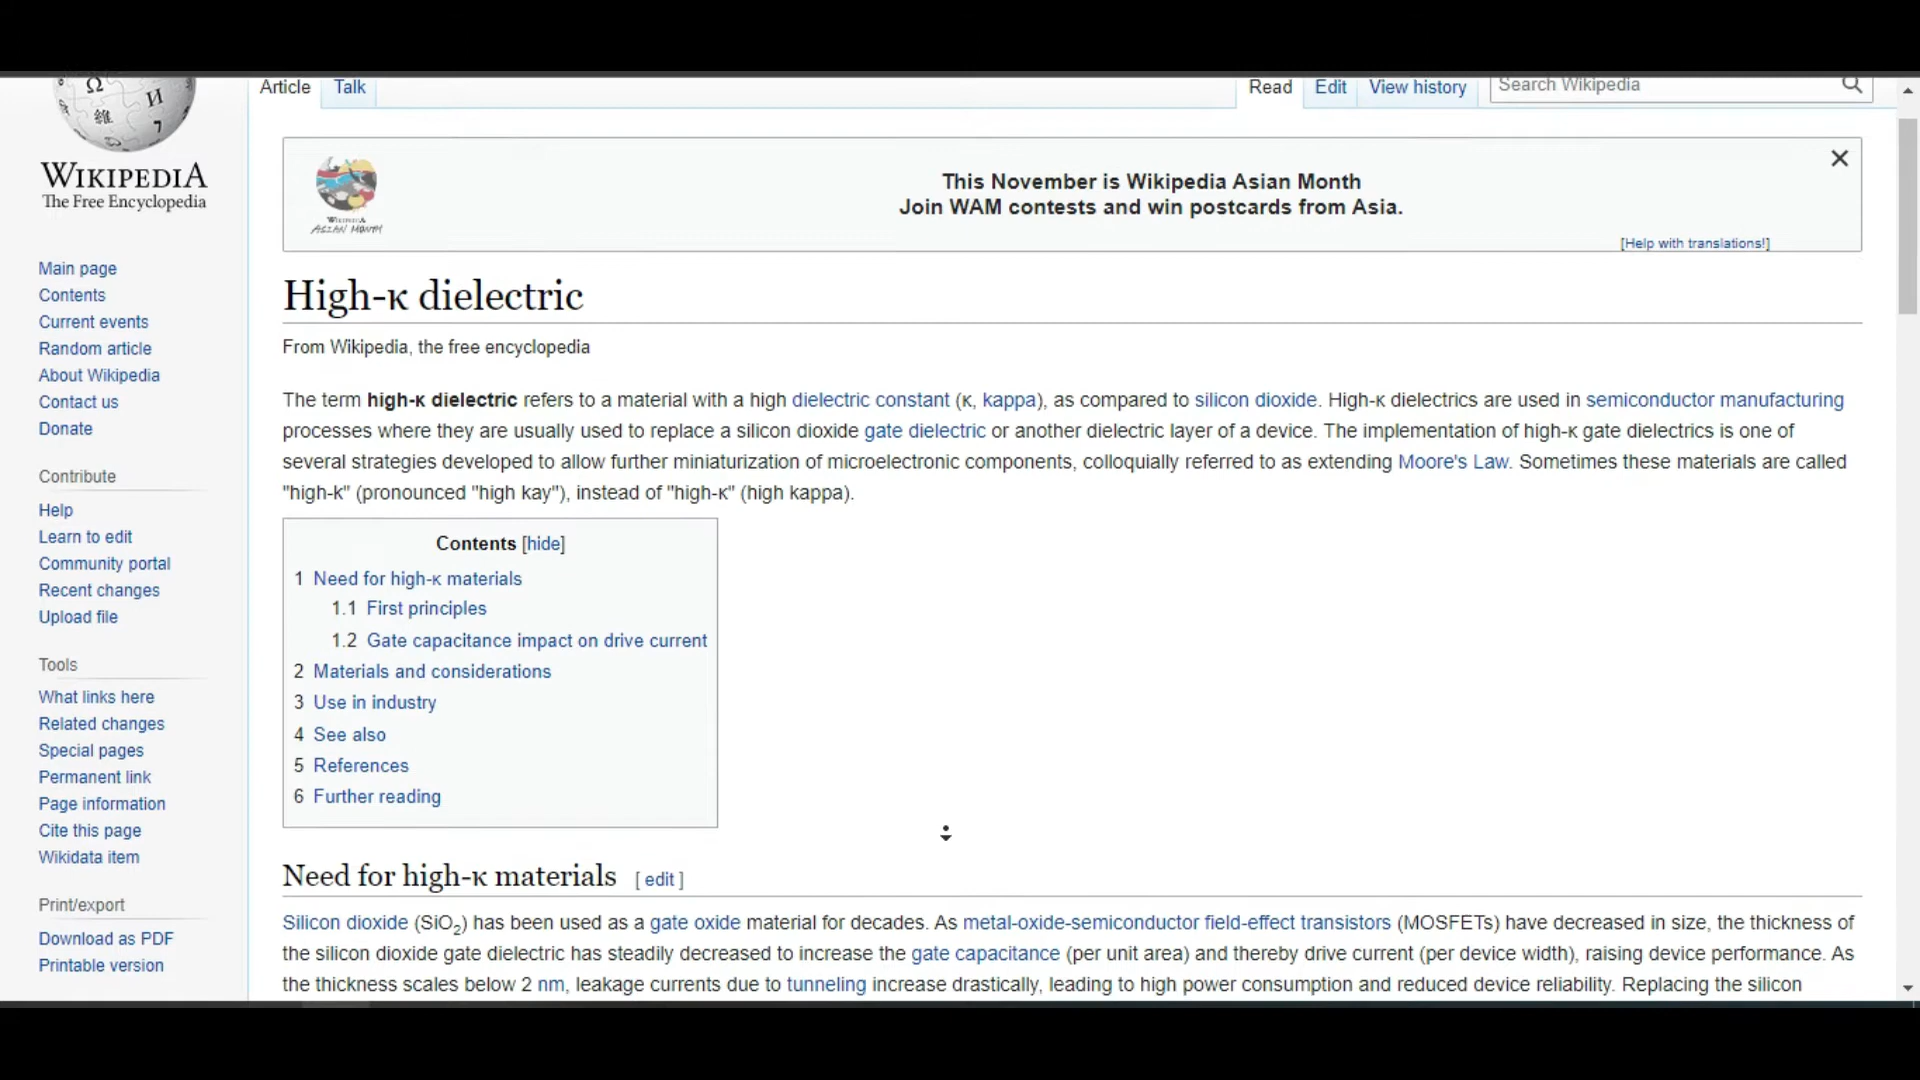 Article Talk Read Edit View history Search Wikipedia
WIKIPEDIA
The Free Encyclopedia
Main page
Contents
Current events
Random article
About Wikipedia
Contact us
Donate
Contribute
Help
Learn to edit
Community portal
Recent changes
Upload file
Tools
What links here
Related changes
Special pages
Permanent link
Page information
Cite this page
Wikidata item
Print/export
Download as PDF
Printable version
WIKIPEDIA
ASIAN MONTH
This November is Wikipedia Asian Month
Join WAM contests and win postcards from Asia.
[Help with translations!]
High-κ dielectric
From Wikipedia, the free encyclopedia
The term high-κ dielectric refers to a material with a high dielectric constant (κ, kappa), as compared to silicon dioxide. High-κ dielectrics are used in semiconductor manufacturing
processes where they are usually used to replace a silicon dioxide gate dielectric or another dielectric layer of a device. The implementation of high-κ gate dielectrics is one of
several strategies developed to allow further miniaturization of microelectronic components, colloquially referred to as extending Moore's Law. Sometimes these materials are called
"high-k" (pronounced "high kay"), instead of "high-κ" (high kappa).
Contents [hide]
1 Need for high-κ materials
1.1 First principles
1.2 Gate capacitance impact on drive current
2 Materials and considerations
3 Use in industry
4 See also
5 References
6 Further reading
Need for high-κ materials [ edit ]
Silicon dioxide (SiO₂) has been used as a gate oxide material for decades. As metal-oxide-semiconductor field-effect transistors (MOSFETs) have decreased in size, the thickness of
the silicon dioxide gate dielectric has steadily decreased to increase the gate capacitance (per unit area) and thereby drive current (per device width), raising device performance. As
the thickness scales below 2 nm, leakage currents due to tunneling increase drastically, leading to high power consumption and reduced device reliability. Replacing the silicon